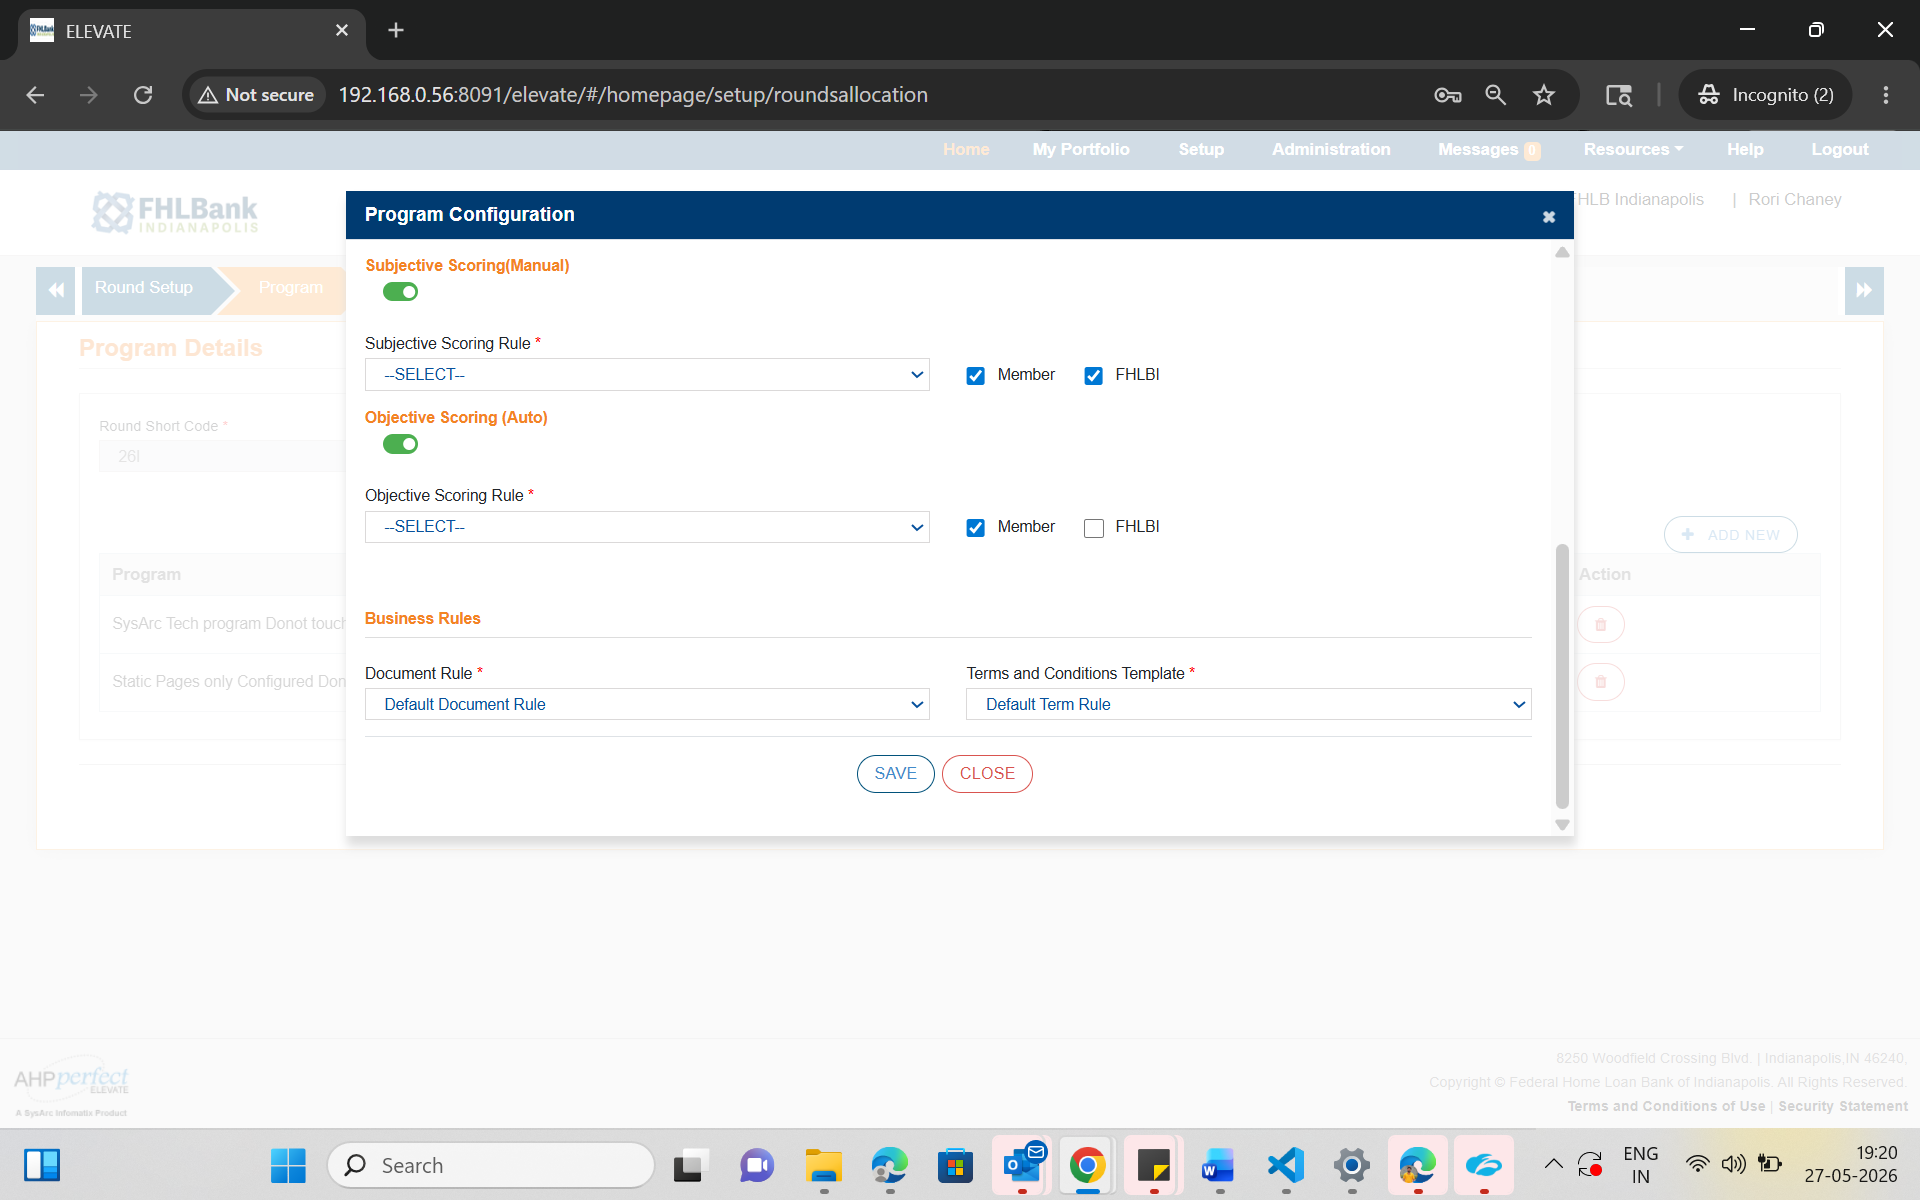 ELEVATE
Not secure
192.168.0.56:8091/elevate/#/homepage/setup/roundsallocation
Incognito (2)
Home
My Portfolio
Setup
Administration
Messages 0
Resources
Help
Logout
FHLBank
INDIANAPOLIS
HLB Indianapolis
| Rori Chaney
Program Configuration
Round Setup
Program
Subjective Scoring(Manual)
Program Details
Subjective Scoring Rule *
--SELECT--
Member
FHLBI
Round Short Code *
26I
Objective Scoring (Auto)
Objective Scoring Rule *
--SELECT--
Member
FHLBI
ADD NEW
Program
Action
SysArc Tech program Donot touch
Static Pages only Configured Don
Business Rules
Document Rule *
Default Document Rule
Terms and Conditions Template *
Default Term Rule
SAVE
CLOSE
AHPperfect
ELEVATE
A SysArc Infomatix Product
8250 Woodfield Crossing Blvd. | Indianapolis,IN 46240,
Copyright © Federal Home Loan Bank of Indianapolis. All Rights Reserved.
Terms and Conditions of Use | Security Statement
Search
ENG
IN
19:20
27-05-2026